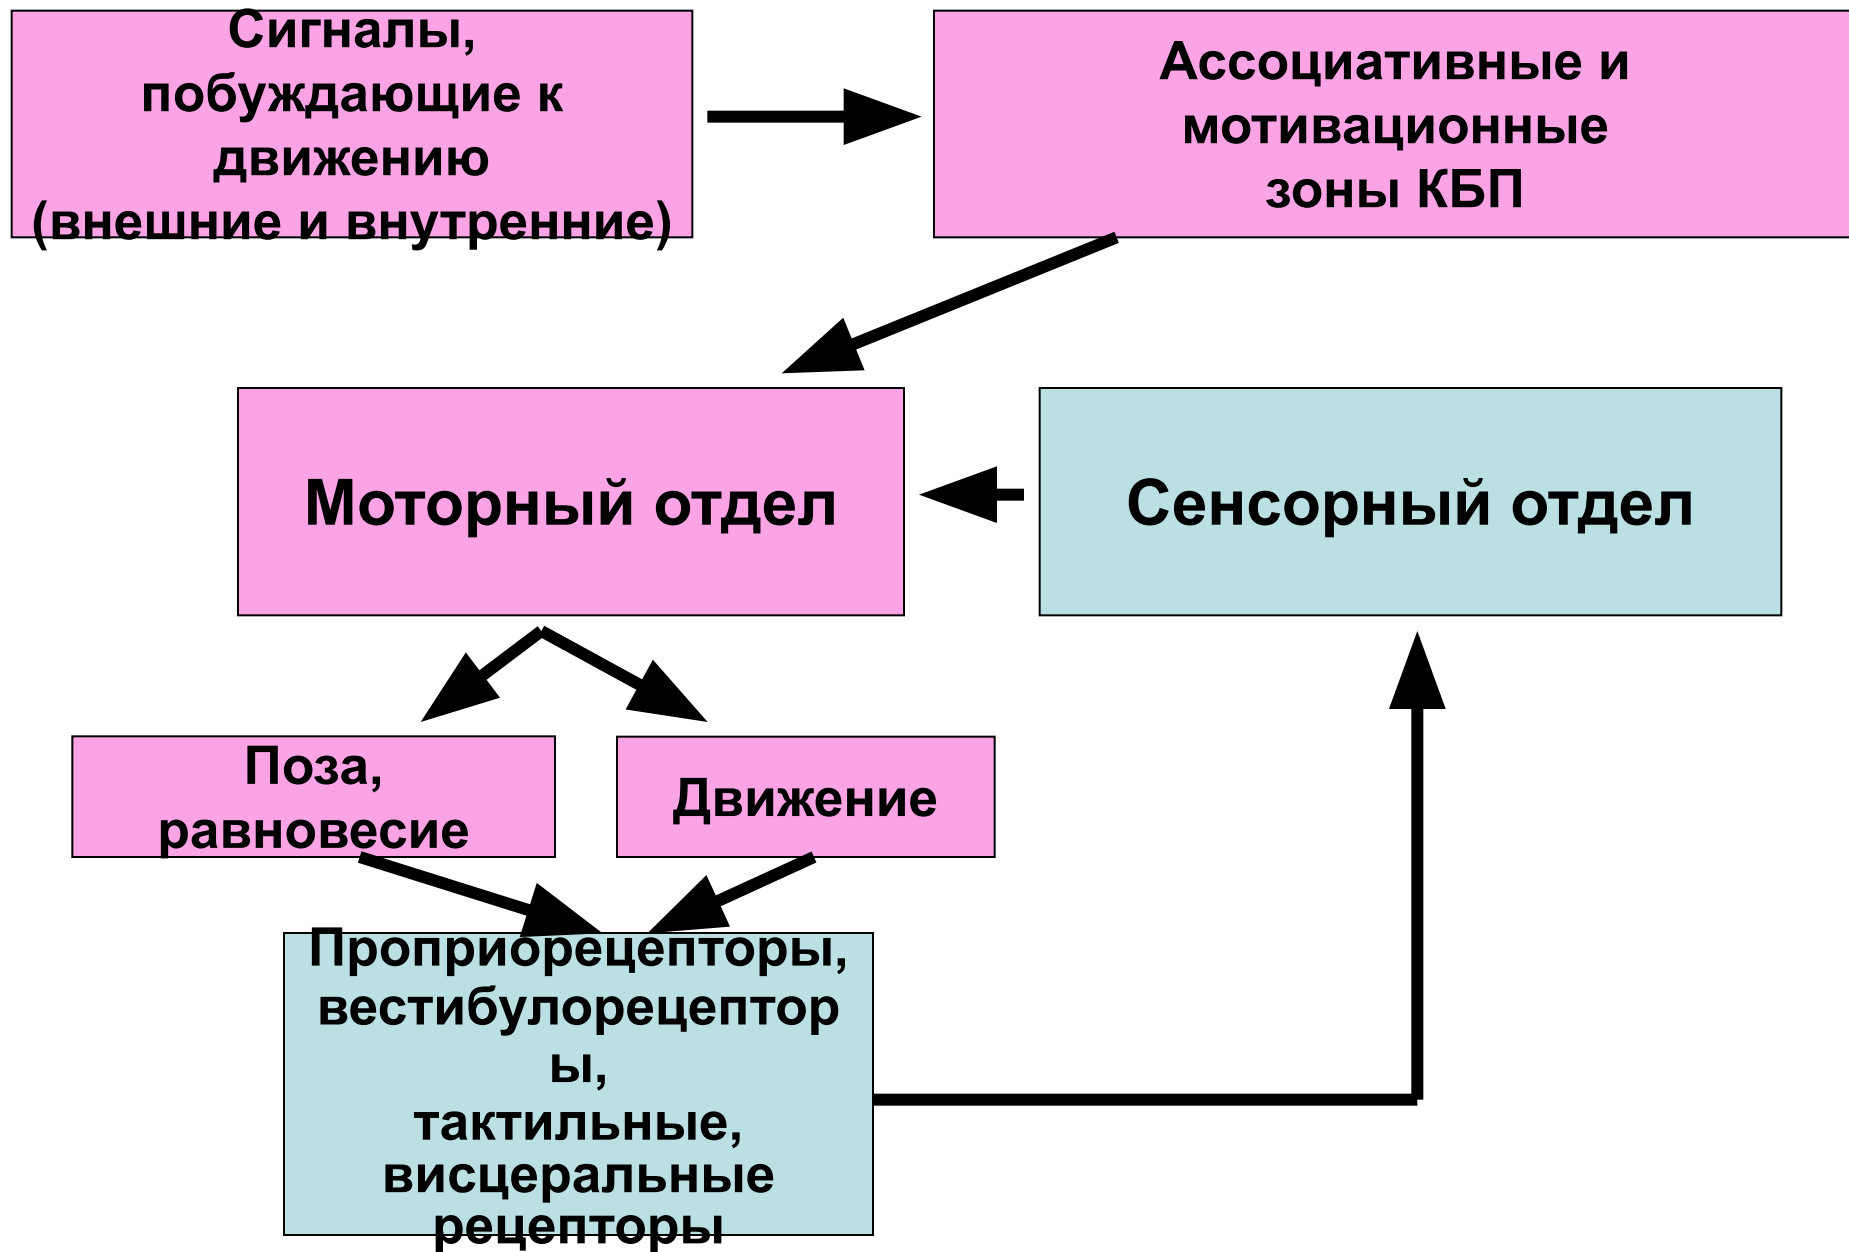 Сигналы,
побуждающие к
движению
(внешние и внутренние)
Ассоциативные и
мотивационные
зоны КБП
Моторный отдел
Сенсорный отдел
Поза,
равновесие
Движение
Проприорецепторы,
вестибулорецептор
ы,
тактильные,
висцеральные
рецепторы